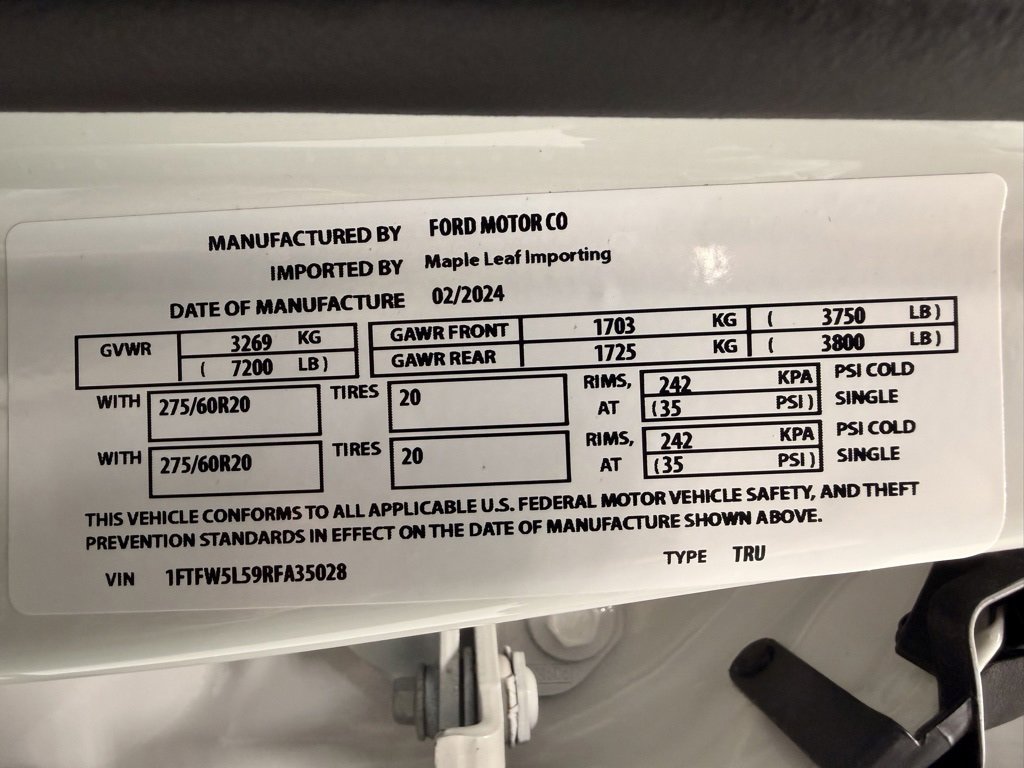 MANUFACTURED BY FORD MOTOR CO
IMPORTED BY Maple Leaf Importing
DATE OF MANUFACTURE 02/2024
GVWR 3269 KG GAWR FRONT 1703 KG ( 3750 LB )
( 7200 LB ) GAWR REAR 1725 KG ( 3800 LB )
WITH 275/60R20 TIRES 20 RIMS, 242 KPA PSI COLD
AT (35 PSI ) SINGLE
WITH 275/60R20 TIRES 20 RIMS, 242 KPA PSI COLD
AT (35 PSI ) SINGLE
THIS VEHICLE CONFORMS TO ALL APPLICABLE U.S. FEDERAL MOTOR VEHICLE SAFETY, AND THEFT
PREVENTION STANDARDS IN EFFECT ON THE DATE OF MANUFACTURE SHOWN ABOVE.
VIN 1FTFW5L59RFA35028 TYPE TRU